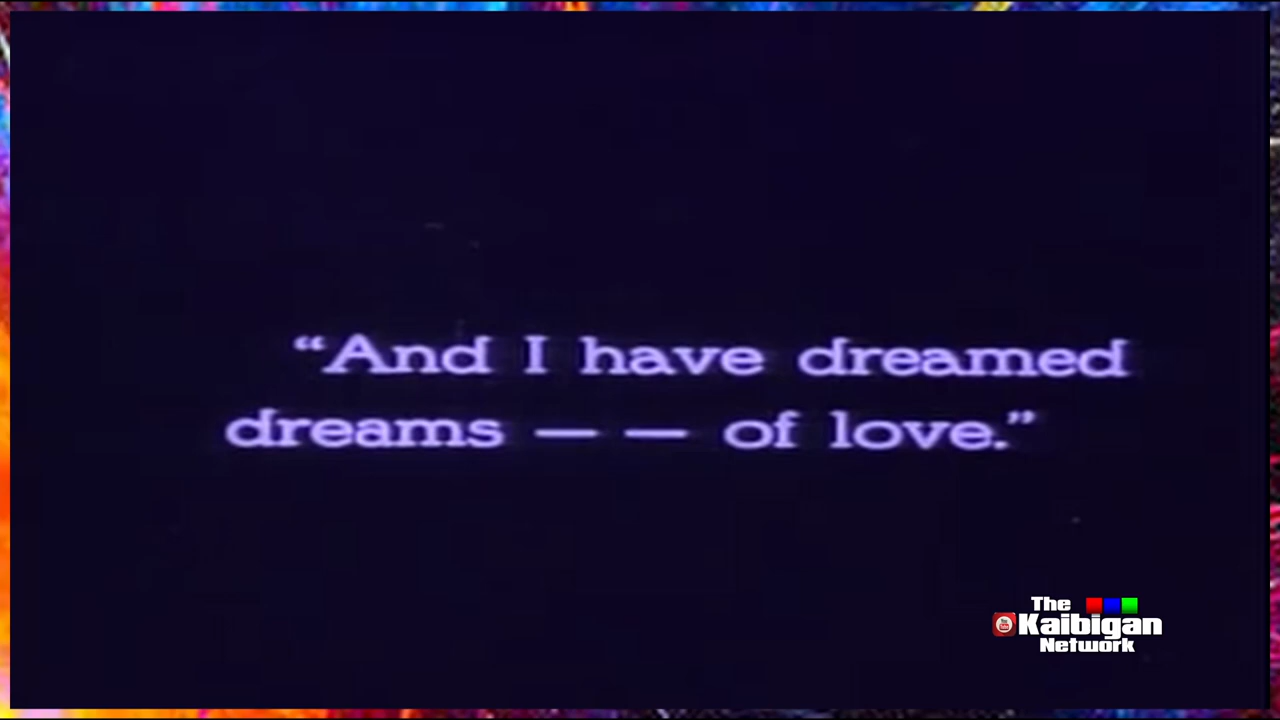 “And I have dreamed
dreams — — of love.”
The
Kaibigan
Network